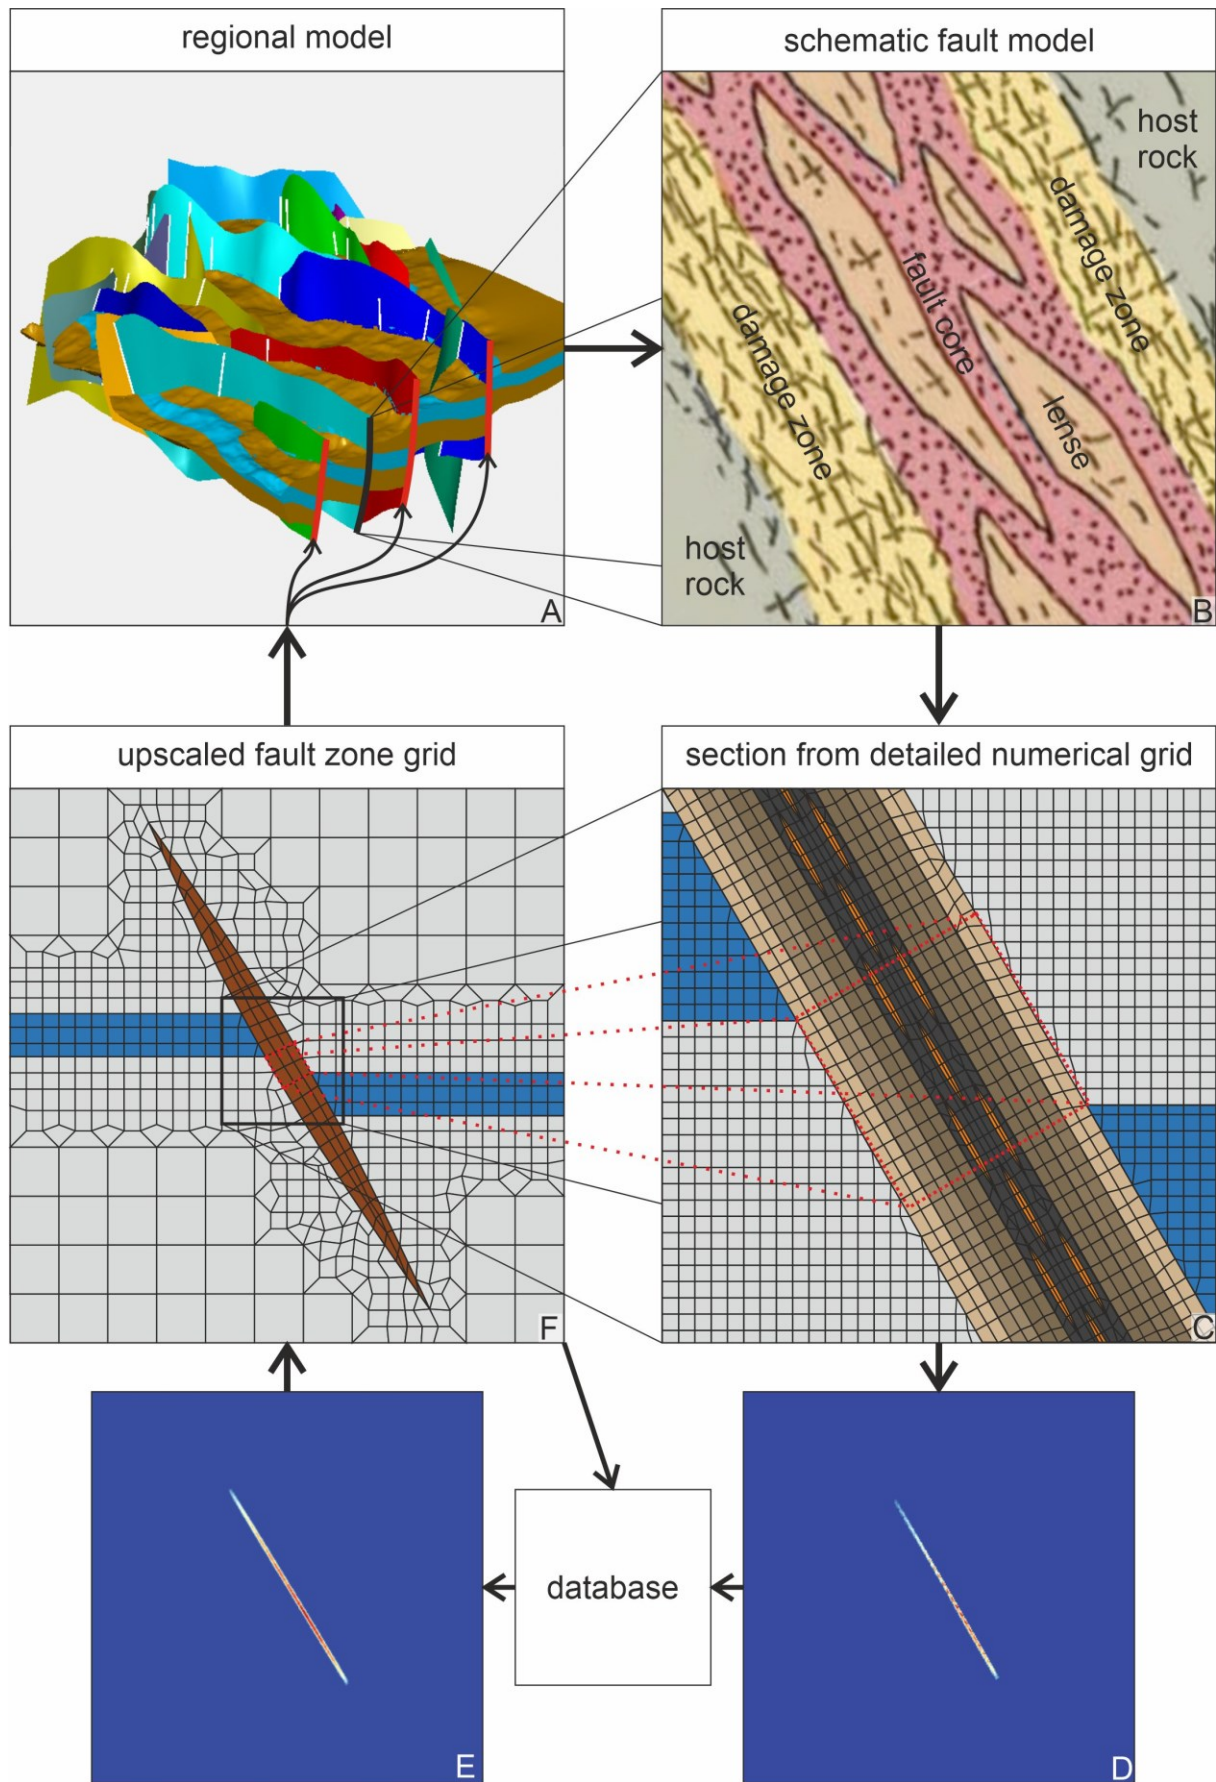 regional model
schematic fault model
host
rock
damage zone
fault core
damage zone
lense
host
rock
A
B
upscaled fault zone grid
section from detailed numerical grid
F
C
database
E
D